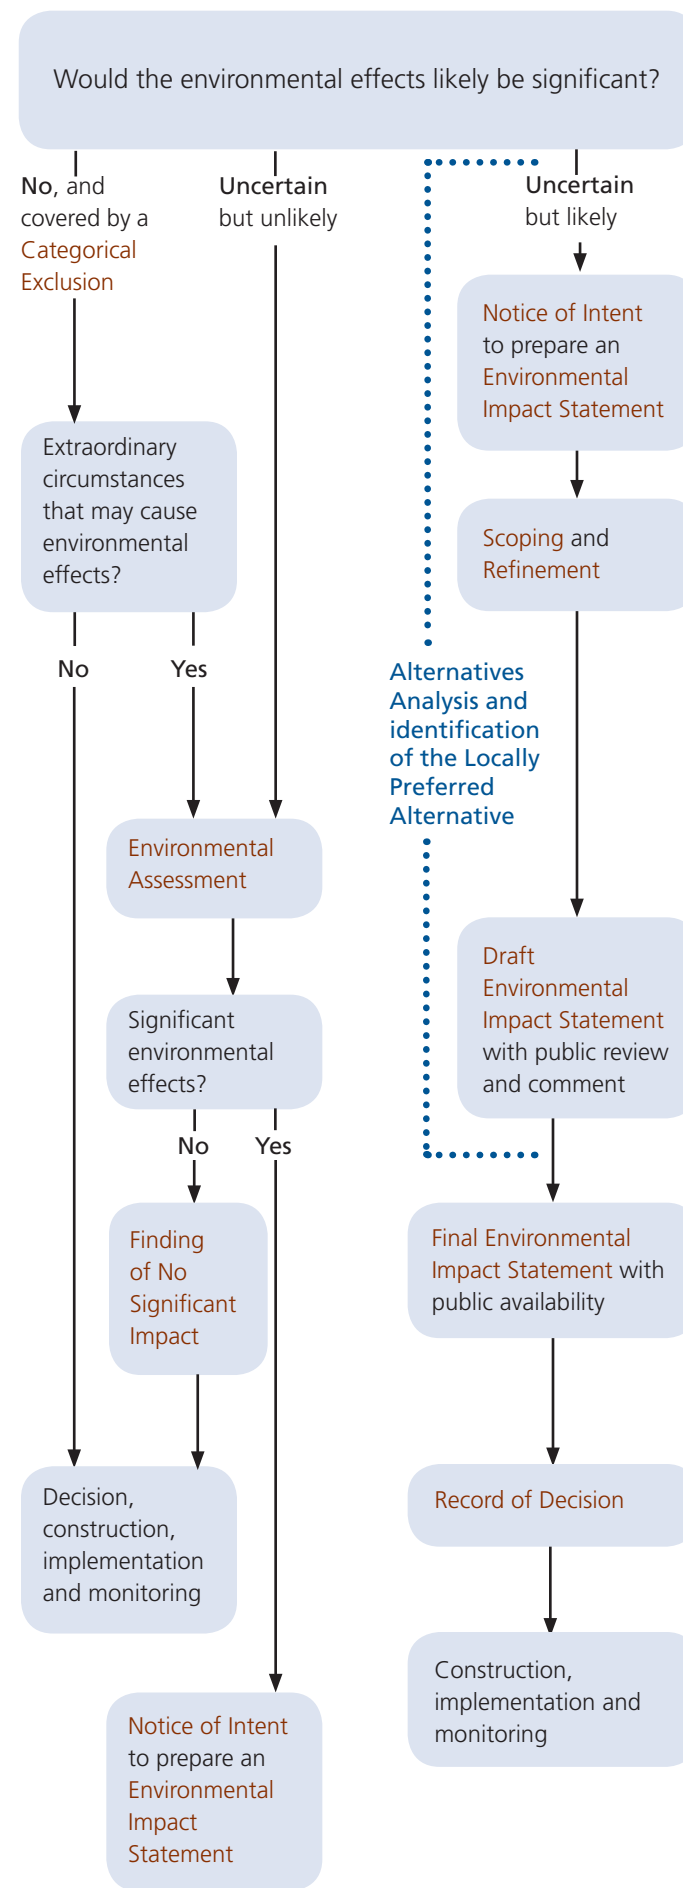 Would the environmental effects likely be significant?
No, and
covered by a
Categorical
Exclusion
Uncertain
but unlikely
Uncertain
but likely
Notice of Intent
to prepare an
Environmental
Impact Statement
Extraordinary
circumstances
that may cause
environmental
effects?
Scoping and
Refinement
No
Yes
Alternatives
Analysis and
identification
of the Locally
Preferred
Alternative
Environmental
Assessment
Draft
Environmental
Impact Statement
with public review
and comment
Significant
environmental
effects?
No
Yes
Finding
of No
Significant
Impact
Final Environmental
Impact Statement with
public availability
Decision,
construction,
implementation
and monitoring
Record of Decision
Construction,
implementation and
monitoring
Notice of Intent
to prepare an
Environmental
Impact
Statement